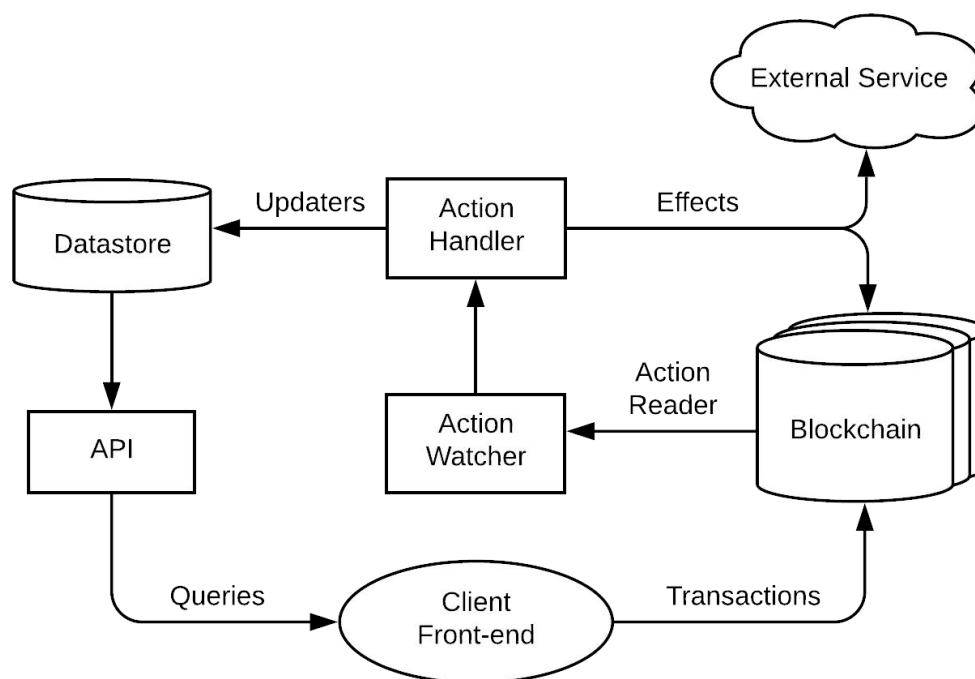 External Service
Updaters
Action
Handler
Effects
Datastore
Action
Reader
Action
Watcher
Blockchain
API
Queries
Client
Front-end
Transactions